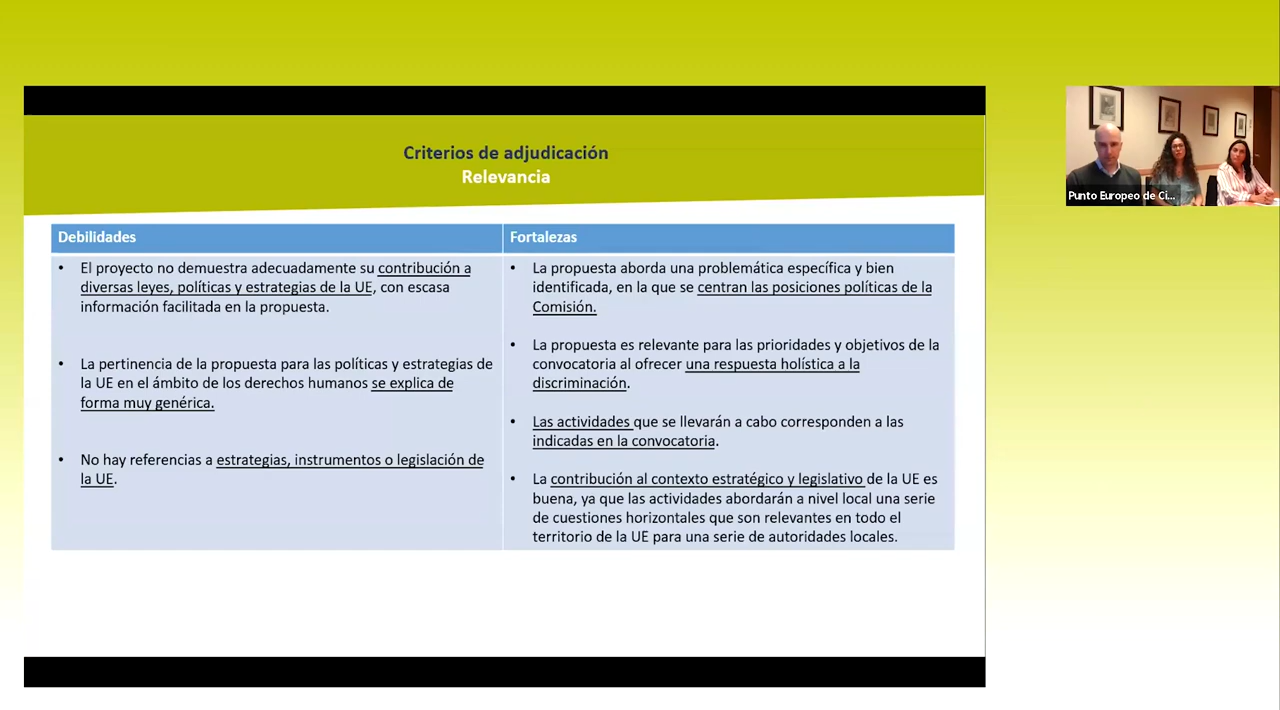 Criterios de adjudicación
Relevancia
Debilidades
• El proyecto no demuestra adecuadamente su contribución a
diversas leyes, políticas y estrategias de la UE, con escasa
información facilitada en la propuesta.
• La pertinencia de la propuesta para las políticas y estrategias de
la UE en el ámbito de los derechos humanos se explica de
forma muy genérica.
• No hay referencias a estrategias, instrumentos o legislación de
la UE.
Fortalezas
• La propuesta aborda una problemática específica y bien
identificada, en la que se centran las posiciones políticas de la
Comisión.
• La propuesta es relevante para las prioridades y objetivos de la
convocatoria al ofrecer una respuesta holística a la
discriminación.
• Las actividades que se llevarán a cabo corresponden a las
indicadas en la convocatoria.
• La contribución al contexto estratégico y legislativo de la UE es
buena, ya que las actividades abordarán a nivel local una serie
de cuestiones horizontales que son relevantes en todo el
territorio de la UE para una serie de autoridades locales.
Punto Europeo de Ci...